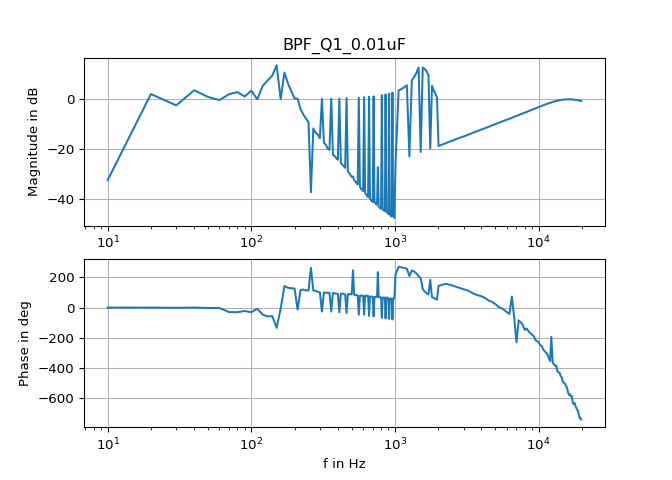 BPF_Q1_0.01uF
Magnitude in dB
0
−20
−40
10¹ 10² 10³ 10⁴
Phase in deg
200
0
−200
−400
−600
10¹ 10² 10³ 10⁴
f in Hz